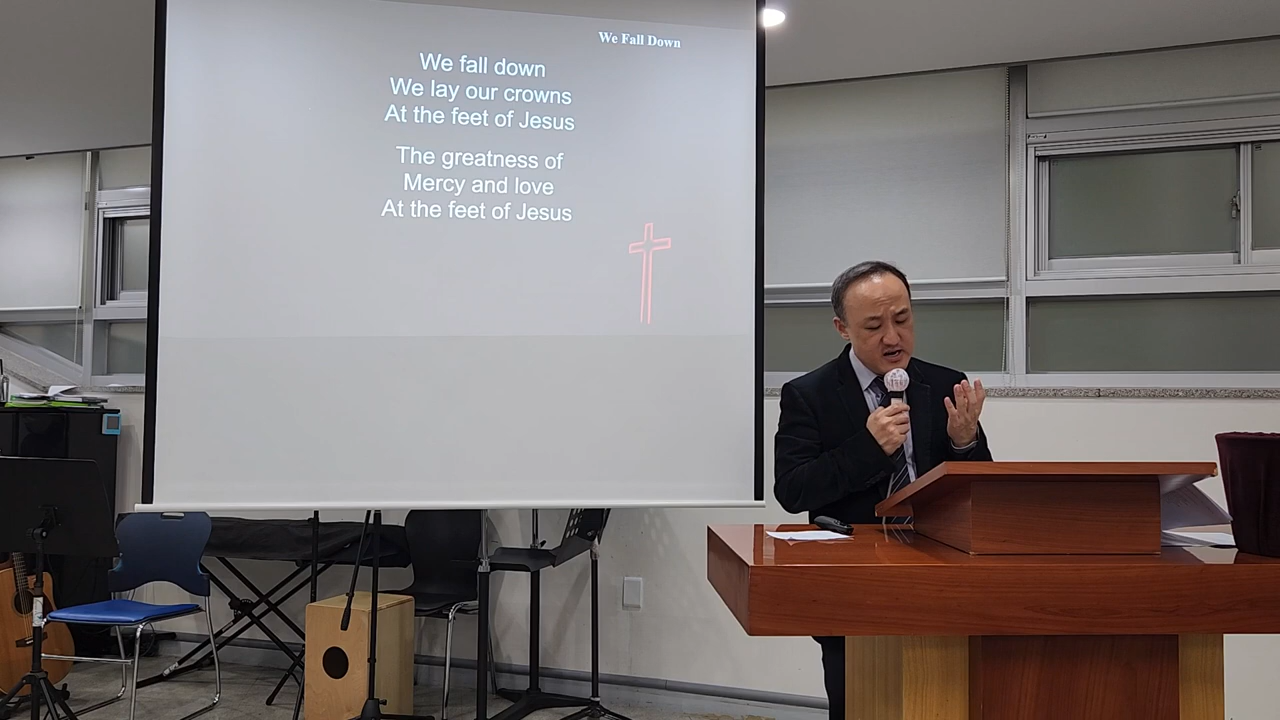 We Fall Down
We fall down
We lay our crowns
At the feet of Jesus
The greatness of
Mercy and love
At the feet of Jesus